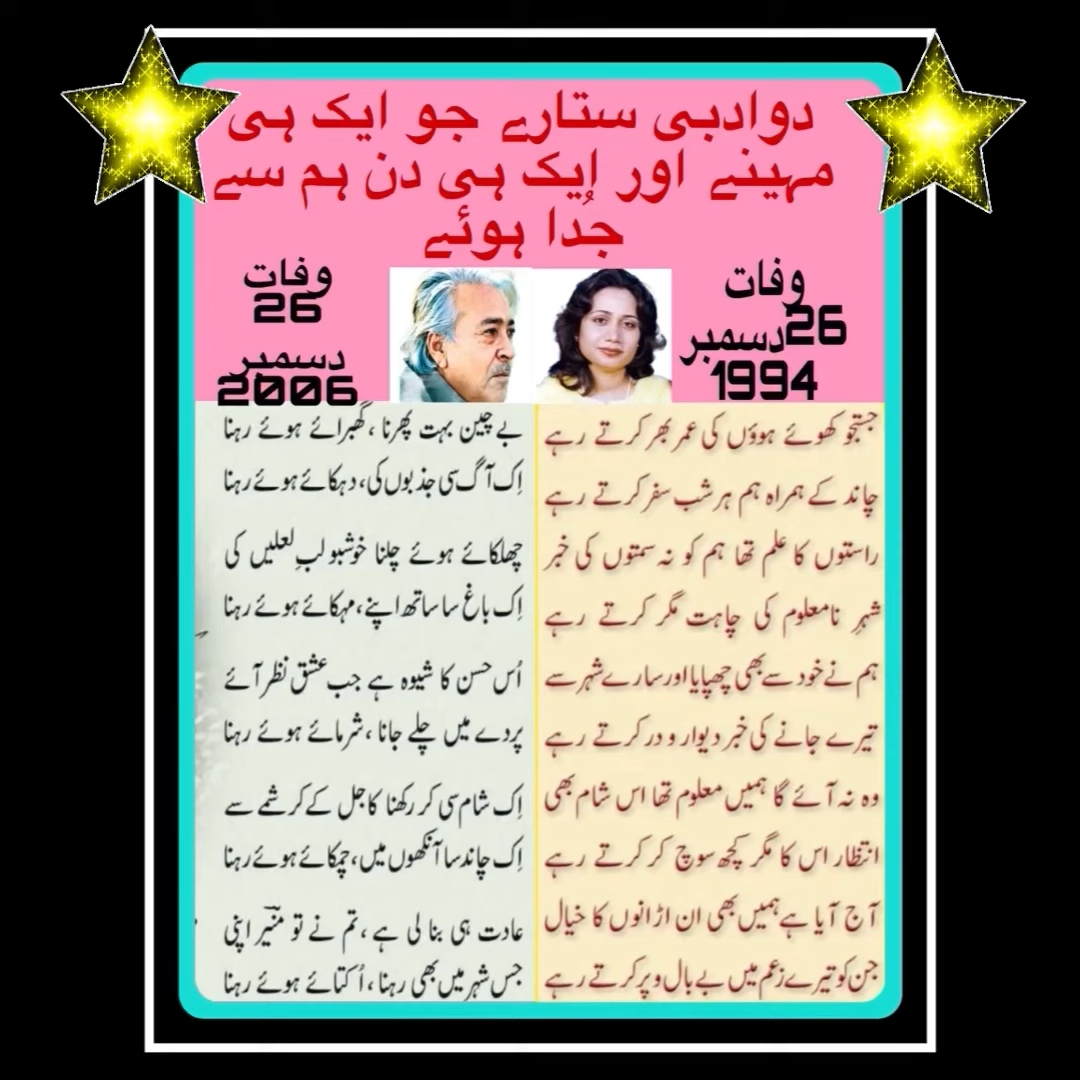 دو ادبی ستارے جو ایک ہی
مہینے اور ایک ہی دن ہم سے
جُدا ہوئے
وفات
26دسمبر
1994
وفات
26
دسمبر
2006
جستجو کھوئے ہوؤں کی عمر بھر کرتے رہے
چاند کے ہمراہ ہم ہر شب سفر کرتے رہے
راستوں کا علم تھا ہم کو نہ سمتوں کی خبر
شہرِ نامعلوم کی چاہت مگر کرتے رہے
ہم نے خود سے بھی چھپایا اور سارے شہر سے
تیرے جانے کی خبر دیوار و در کرتے رہے
وہ نہ آئے گا ہمیں معلوم تھا اس شام بھی
انتظار اس کا مگر کچھ سوچ کر کرتے رہے
آج آیا ہے ہمیں بھی ان اڑانوں کا خیال
جن کو تیرے زعم میں بے بال و پر کرتے رہے
بے چین بہت پھرنا، گھبرائے ہوئے رہنا
اِک آگ سی جذبوں کی، دہکائے ہوئے رہنا
چھلکائے ہوئے چلنا خوشبو لبِ لعلیں کی
اِک باغ سا ساتھ اپنے، مہکائے ہوئے رہنا
اُس حسن کا شیوہ ہے جب عشق نظر آئے
پردے میں چلے جانا، شرمائے ہوئے رہنا
اِک شام سی کر رکھنا کاجل کے کرشمے سے
اِک چاند سا آنکھوں میں، چمکائے ہوئے رہنا
عادت ہی بنا لی ہے، تم نے تو منیرؔ اپنی
جس شہر میں بھی رہنا، اُکتائے ہوئے رہنا